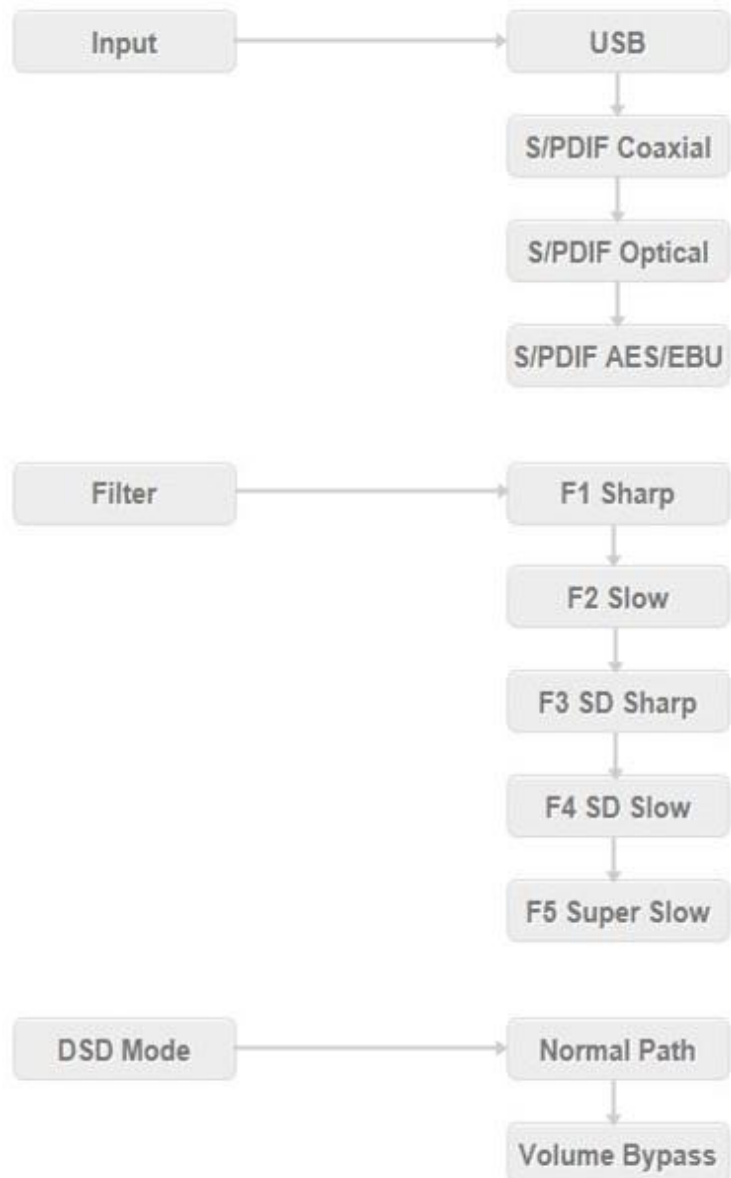 Input
USB
S/PDIF Coaxial
S/PDIF Optical
S/PDIF AES/EBU
Filter
F1 Sharp
F2 Slow
F3 SD Sharp
F4 SD Slow
F5 Super Slow
DSD Mode
Normal Path
Volume Bypass